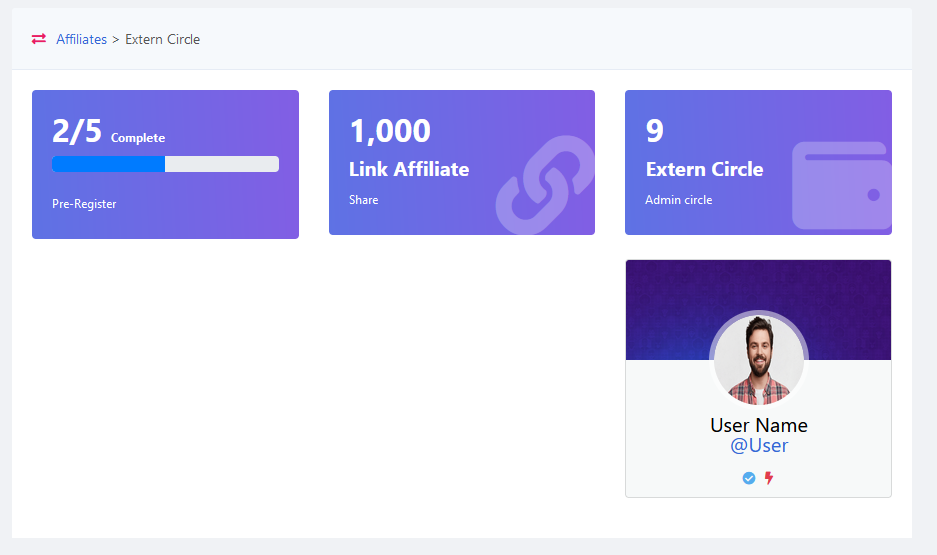 Affiliates > Extern Circle
2/5 Complete
Pre-Register
1,000
Link Affiliate
Share
9
Extern Circle
Admin circle
User Name
@User